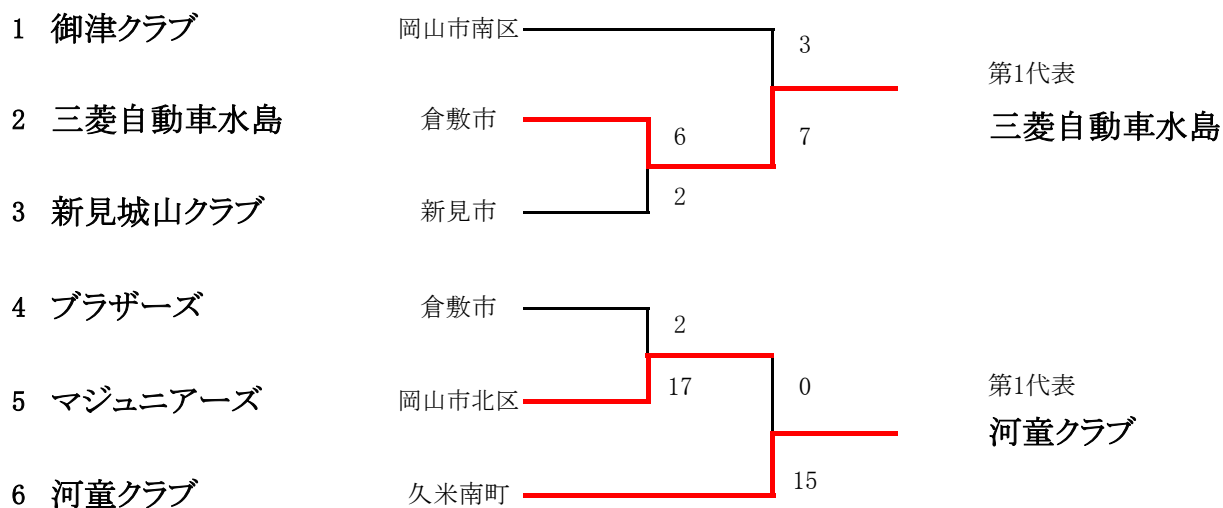 1 御津クラブ 岡山市南区
3
第1代表
2 三菱自動車水島 倉敷市
三菱自動車水島
6
7
2
3 新見城山クラブ 新見市
4 ブラザーズ 倉敷市
2
17
0
第1代表
5 マジュニアーズ 岡山市北区
河童クラブ
15
6 河童クラブ 久米南町